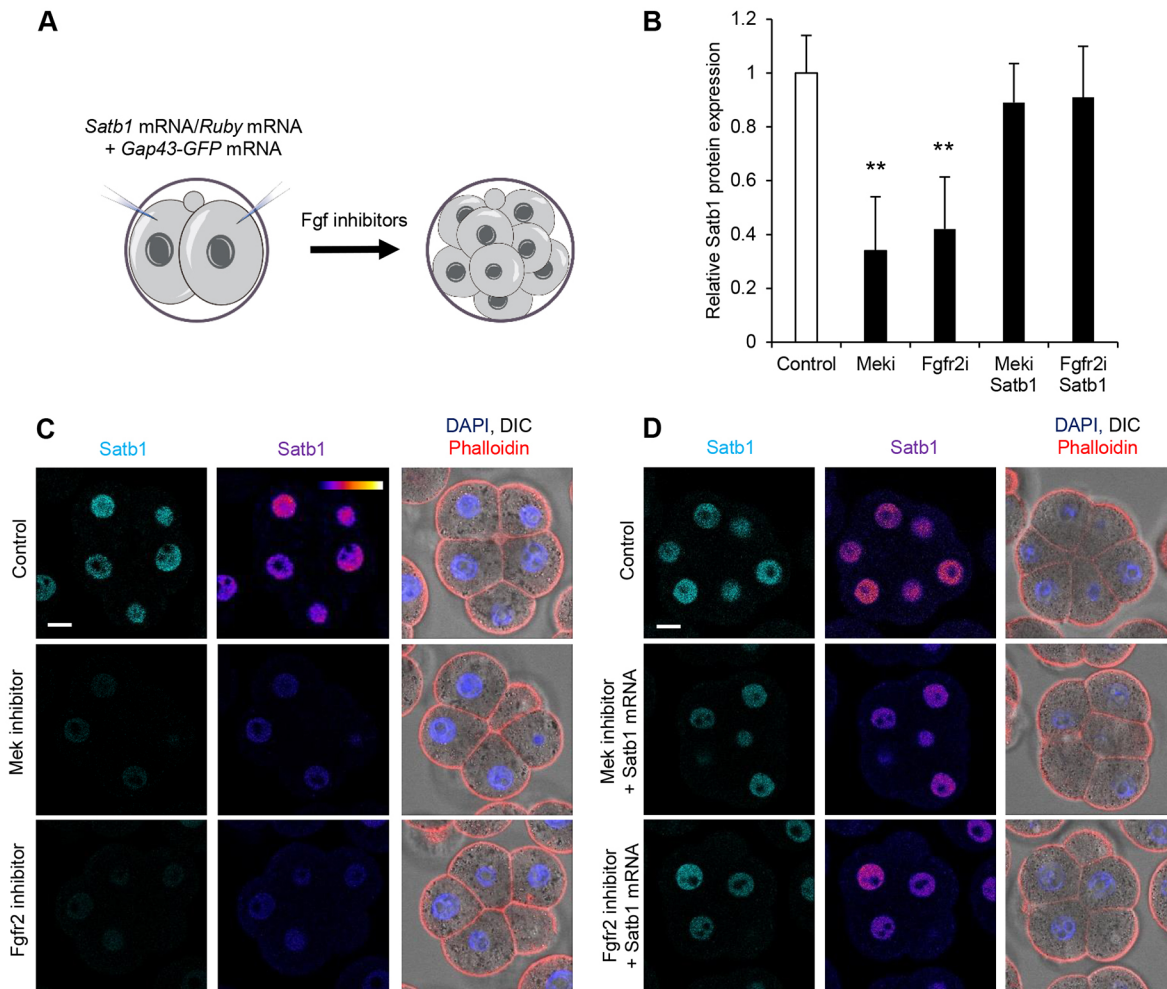 A
Satb1 mRNA/Ruby mRNA
+ Gap43-GFP mRNA
Fgf inhibitors
B
Relative Satb1 protein expression
1.2
1
0.8
0.6
0.4
0.2
0
**
**
Control
Meki
Fgfr2i
Meki
Satb1
Fgfr2i
Satb1
C
Satb1
Satb1
DAPI, DIC
Phalloidin
Control
Mek inhibitor
Fgfr2 inhibitor
D
Satb1
Satb1
DAPI, DIC
Phalloidin
Control
Mek inhibitor
+ Satb1 mRNA
Fgfr2 inhibitor
+ Satb1 mRNA